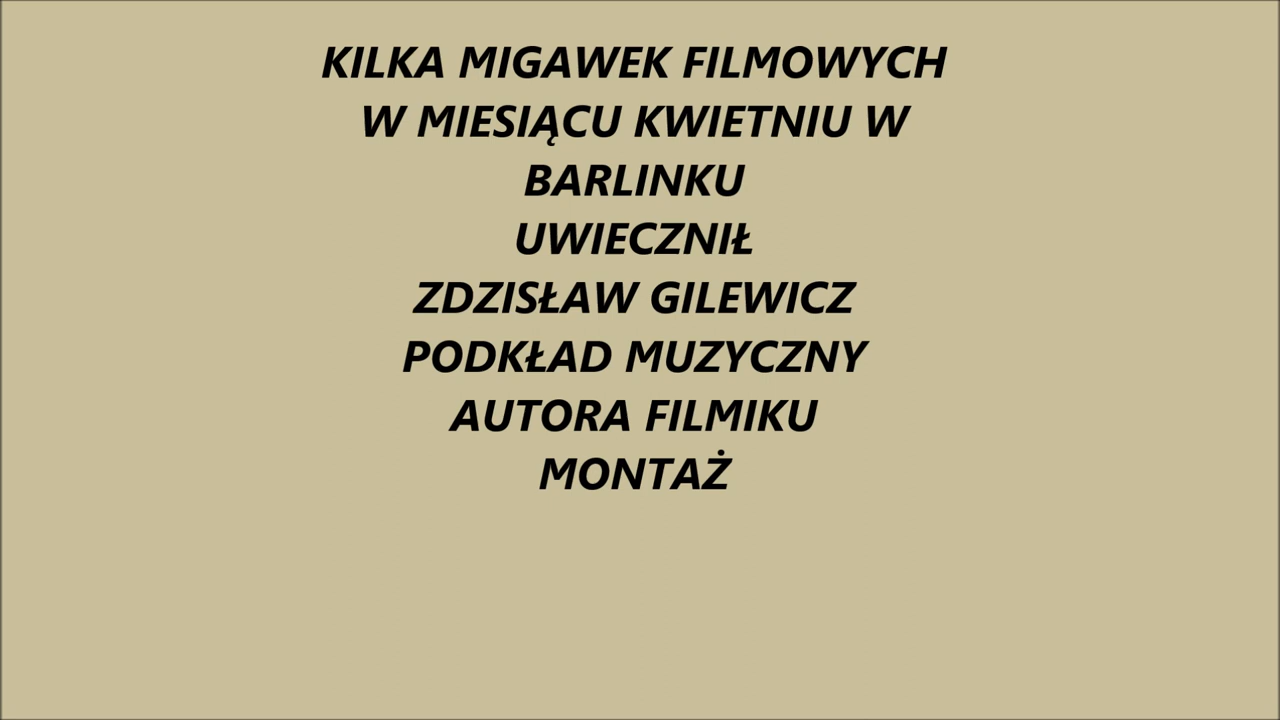 KILKA MIGAWEK FILMOWYCH
W MIESIĄCU KWIETNIU W
BARLINKU
UWIECZNIŁ
ZDZISŁAW GILEWICZ
PODKŁAD MUZYCZNY
AUTORA FILMIKU
MONTAŻ